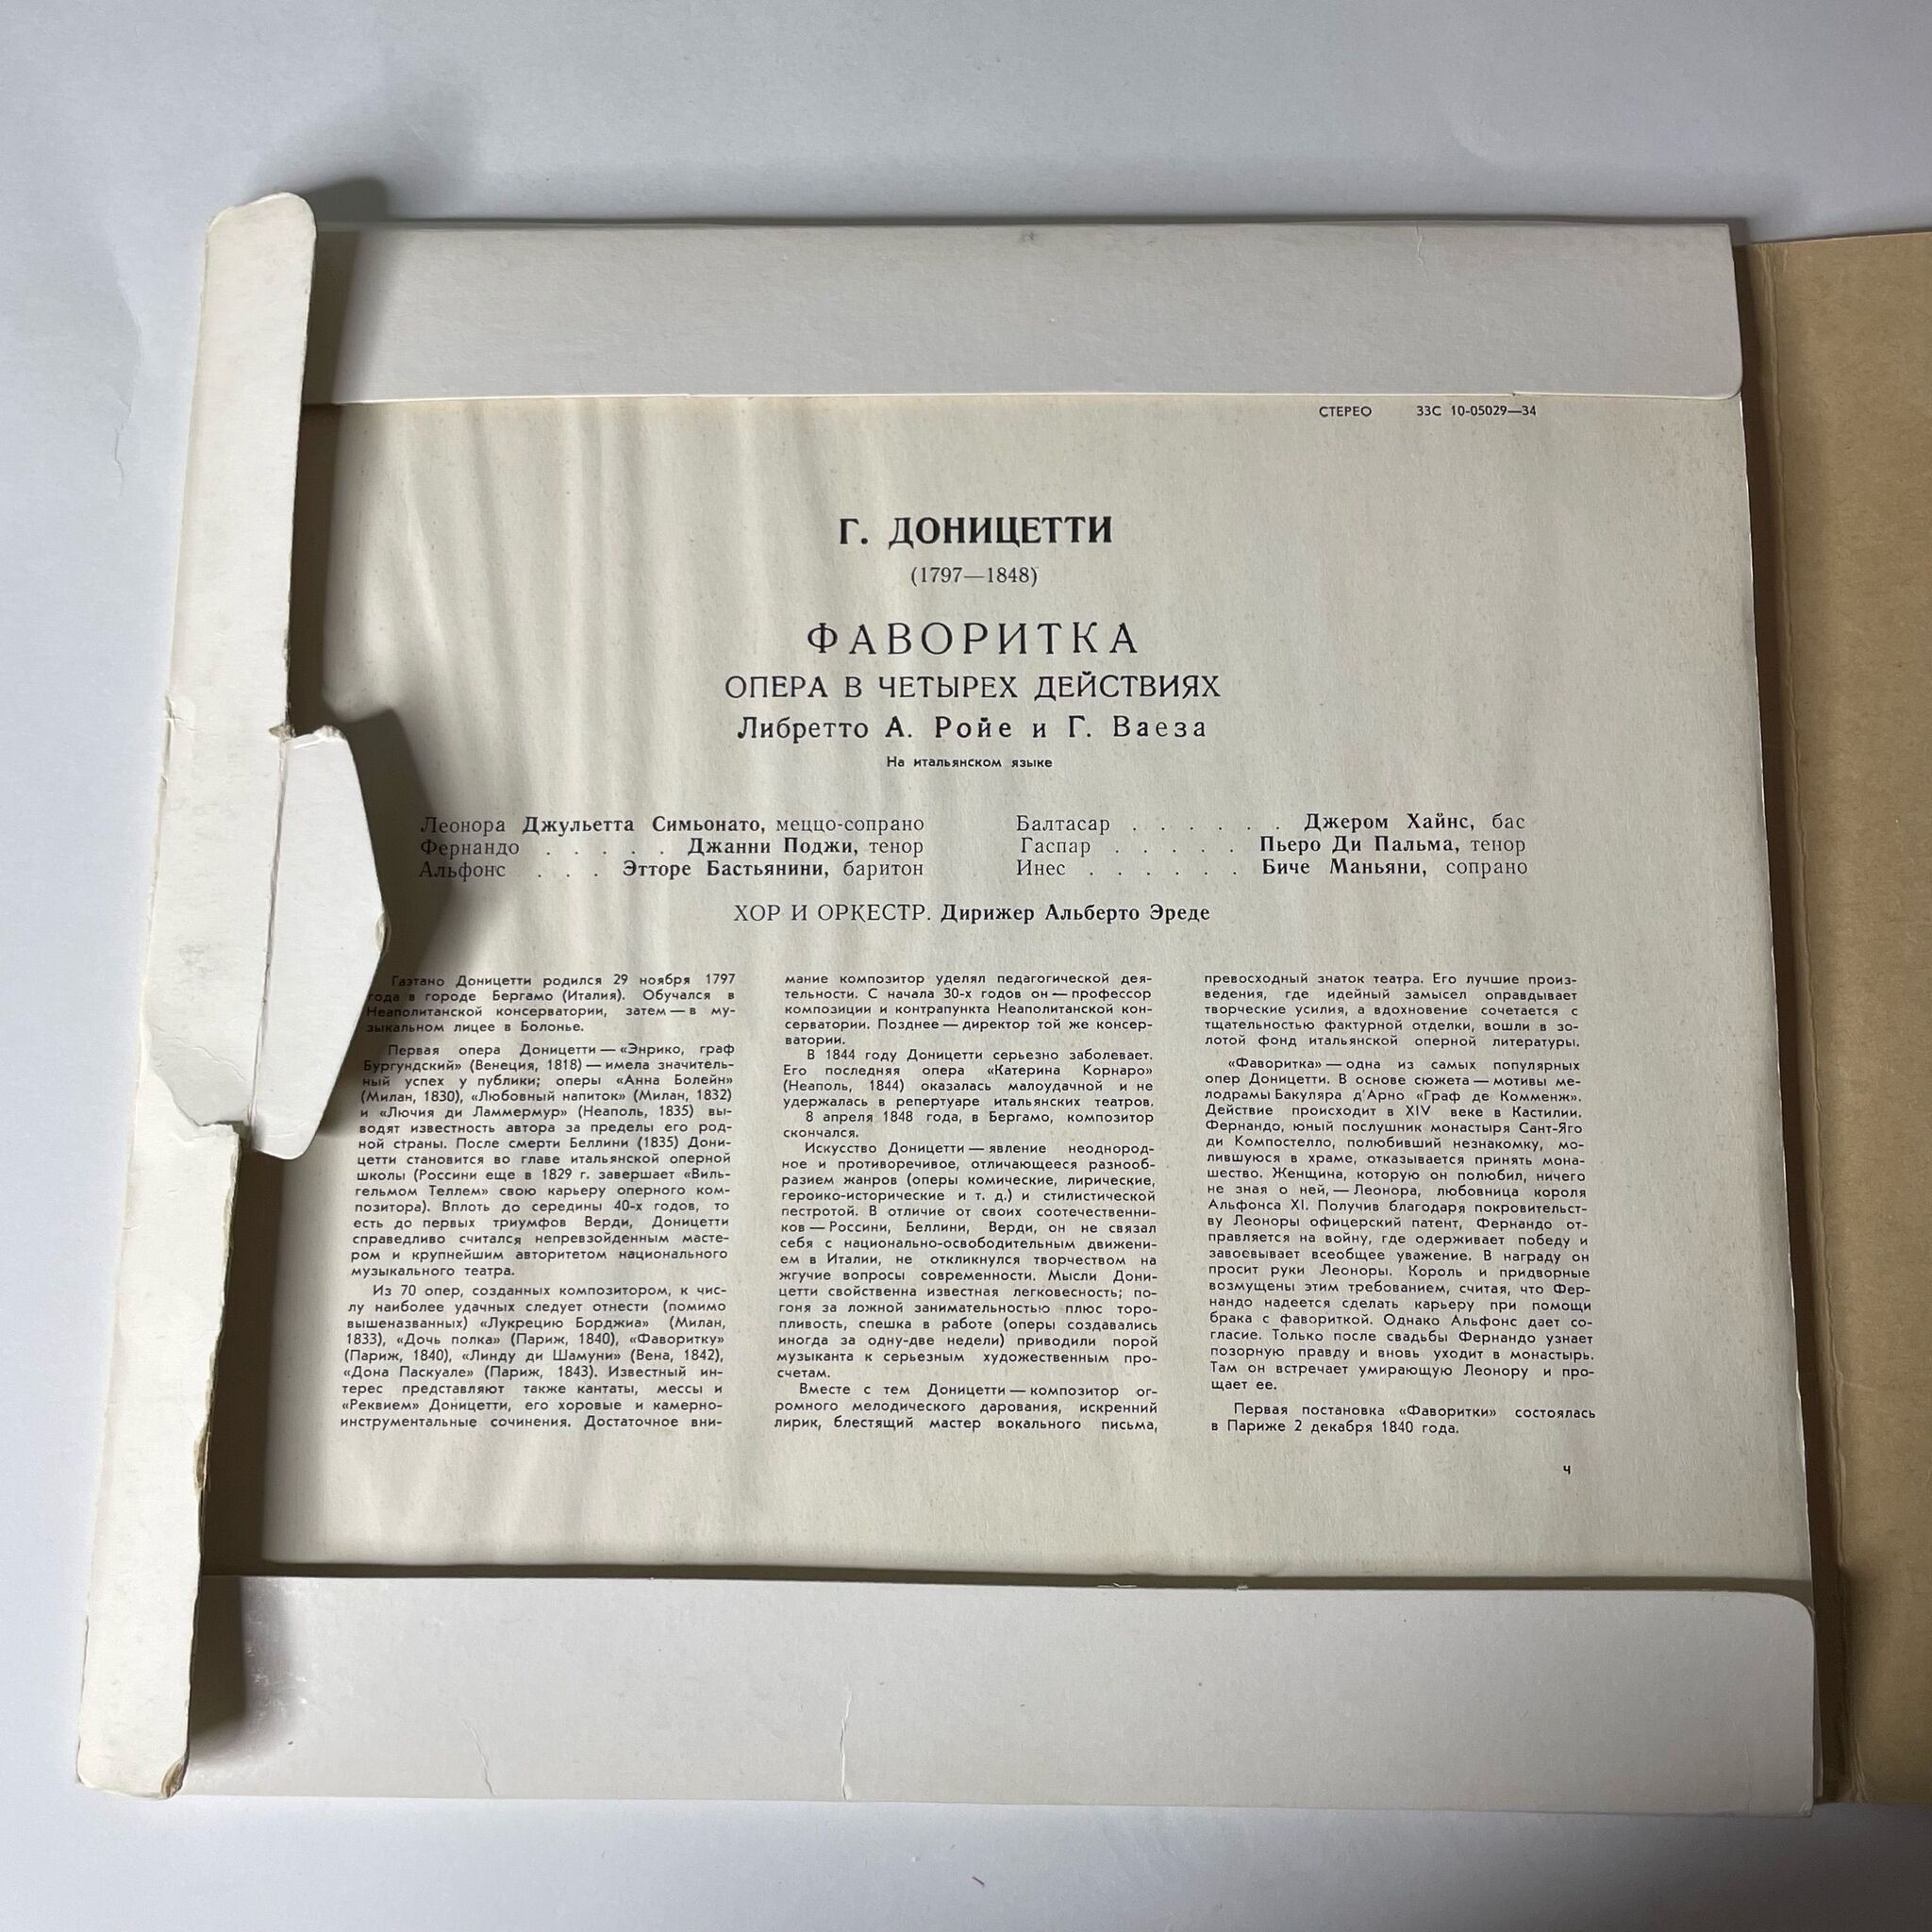 СТЕРЕО 33С 10-05029—34
Г. ДОНИЦЕТТИ
(1797—1848)
ФАВОРИТКА
ОПЕРА В ЧЕТЫРЕХ ДЕЙСТВИЯХ
Либретто А. Ройе и Г. Ваеза
На итальянском языке
Леонора Джульетта Симьонато, меццо-сопрано
Фернандо . . . . . Джанни Поджи, тенор
Альфонс . . . Этторе Бастьянини, баритон
Балтасар . . . . . . Джером Хайнс, бас
Гаспар . . . . . Пьеро Ди Пальма, тенор
Инес . . . . . . Биче Маньяни, сопрано
ХОР И ОРКЕСТР. Дирижер Альберто Эреде
Гаэтано Доницетти родился 29 ноября 1797
года в городе Бергамо (Италия). Обучался в
Неаполитанской консерватории, затем — в му-
зыкальном лицее в Болонье.
Первая опера Доницетти — «Энрико, граф
Бургундский» (Венеция, 1818) — имела значитель-
ный успех у публики; оперы «Анна Болейн»
(Милан, 1830), «Любовный напиток» (Милан, 1832)
и «Лючия ди Ламмермур» (Неаполь, 1835) вы-
водят известность автора за пределы его род-
ной страны. После смерти Беллини (1835) Дони-
цетти становится во главе итальянской оперной
школы (Россини еще в 1829 г. завершает «Виль-
гельмом Теллем» свою карьеру оперного ком-
позитора). Вплоть до середины 40-х годов, то
есть до первых триумфов Верди, Доницетти
справедливо считался непревзойденным масте-
ром и крупнейшим авторитетом национального
музыкального театра.
Из 70 опер, созданных композитором, к чис-
лу наиболее удачных следует отнести (помимо
вышеназванных) «Лукрецию Борджиа» (Милан,
1833), «Дочь полка» (Париж, 1840), «Фаворитку»
(Париж, 1840), «Линду ди Шамуни» (Вена, 1842),
«Дона Паскуале» (Париж, 1843). Известный ин-
терес представляют также кантаты, мессы и
«Реквием» Доницетти, его хоровые и камерно-
инструментальные сочинения. Достаточное вни-
мание композитор уделял педагогической дея-
тельности. С начала 30-х годов он — профессор
композиции и контрапункта Неаполитанской кон-
серватории. Позднее — директор той же консер-
ватории.
В 1844 году Доницетти серьезно заболевает.
Его последняя опера «Катерина Корнаро»
(Неаполь, 1844) оказалась малоудачной и не
удержалась в репертуаре итальянских театров.
8 апреля 1848 года, в Бергамо, композитор
скончался.
Искусство Доницетти — явление неоднород-
ное и противоречивое, отличающееся разнооб-
разием жанров (оперы комические, лирические,
героико-исторические и т. д.) и стилистической
пестротой. В отличие от своих соотечественни-
ков — Россини, Беллини, Верди, он не связал
себя с национально-освободительным движени-
ем в Италии, не откликнулся творчеством на
жгучие вопросы современности. Мысли Дони-
цетти свойственна известная легковесность; по-
гоня за ложной занимательностью плюс торо-
пливость, спешка в работе (оперы создавались
иногда за одну-две недели) приводили порой
музыканта к серьезным художественным про-
счетам.
Вместе с тем Доницетти — композитор ог-
ромного мелодического дарования, искренний
лирик, блестящий мастер вокального письма,
превосходный знаток театра. Его лучшие произ-
ведения, где идейный замысел оправдывает
творческие усилия, а вдохновение сочетается с
тщательностью фактурной отделки, вошли в зо-
лотой фонд итальянской оперной литературы.
«Фаворитка» — одна из самых популярных
опер Доницетти. В основе сюжета — мотивы ме-
лодрамы Бакуляра д'Арно «Граф де Комменж».
Действие происходит в XIV веке в Кастилии.
Фернандо, юный послушник монастыря Сант-Яго
ди Компостелло, полюбивший незнакомку, мо-
лившуюся в храме, отказывается принять мона-
шество. Женщина, которую он полюбил, ничего
не зная о ней, — Леонора, любовница короля
Альфонса XI. Получив благодаря покровительст-
ву Леоноры офицерский патент, Фернандо от-
правляется на войну, где одерживает победу и
завоевывает всеобщее уважение. В награду он
просит руки Леоноры. Король и придворные
возмущены этим требованием, считая, что Фер-
нандо надеется сделать карьеру при помощи
брака с фавориткой. Однако Альфонс дает со-
гласие. Только после свадьбы Фернандо узнает
позорную правду и вновь уходит в монастырь.
Там он встречает умирающую Леонору и про-
щает ее.
Первая постановка «Фаворитки» состоялась
в Париже 2 декабря 1840 года.
ч